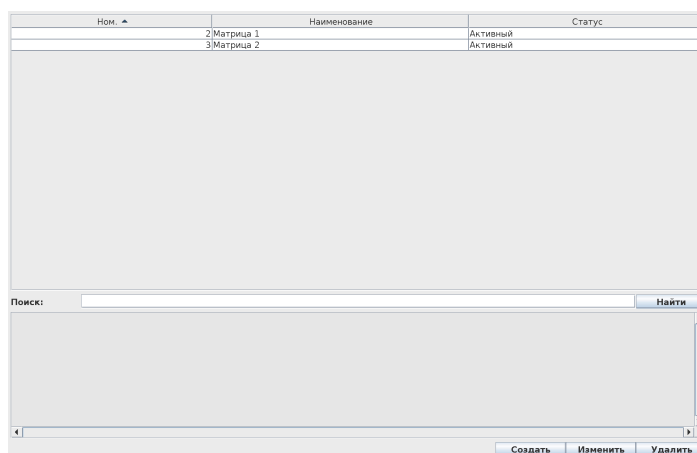 Ном. Наименование Статус
2 Матрица 1 Активный
3 Матрица 2 Активный
Поиск: Найти
Создать Изменить Удалить